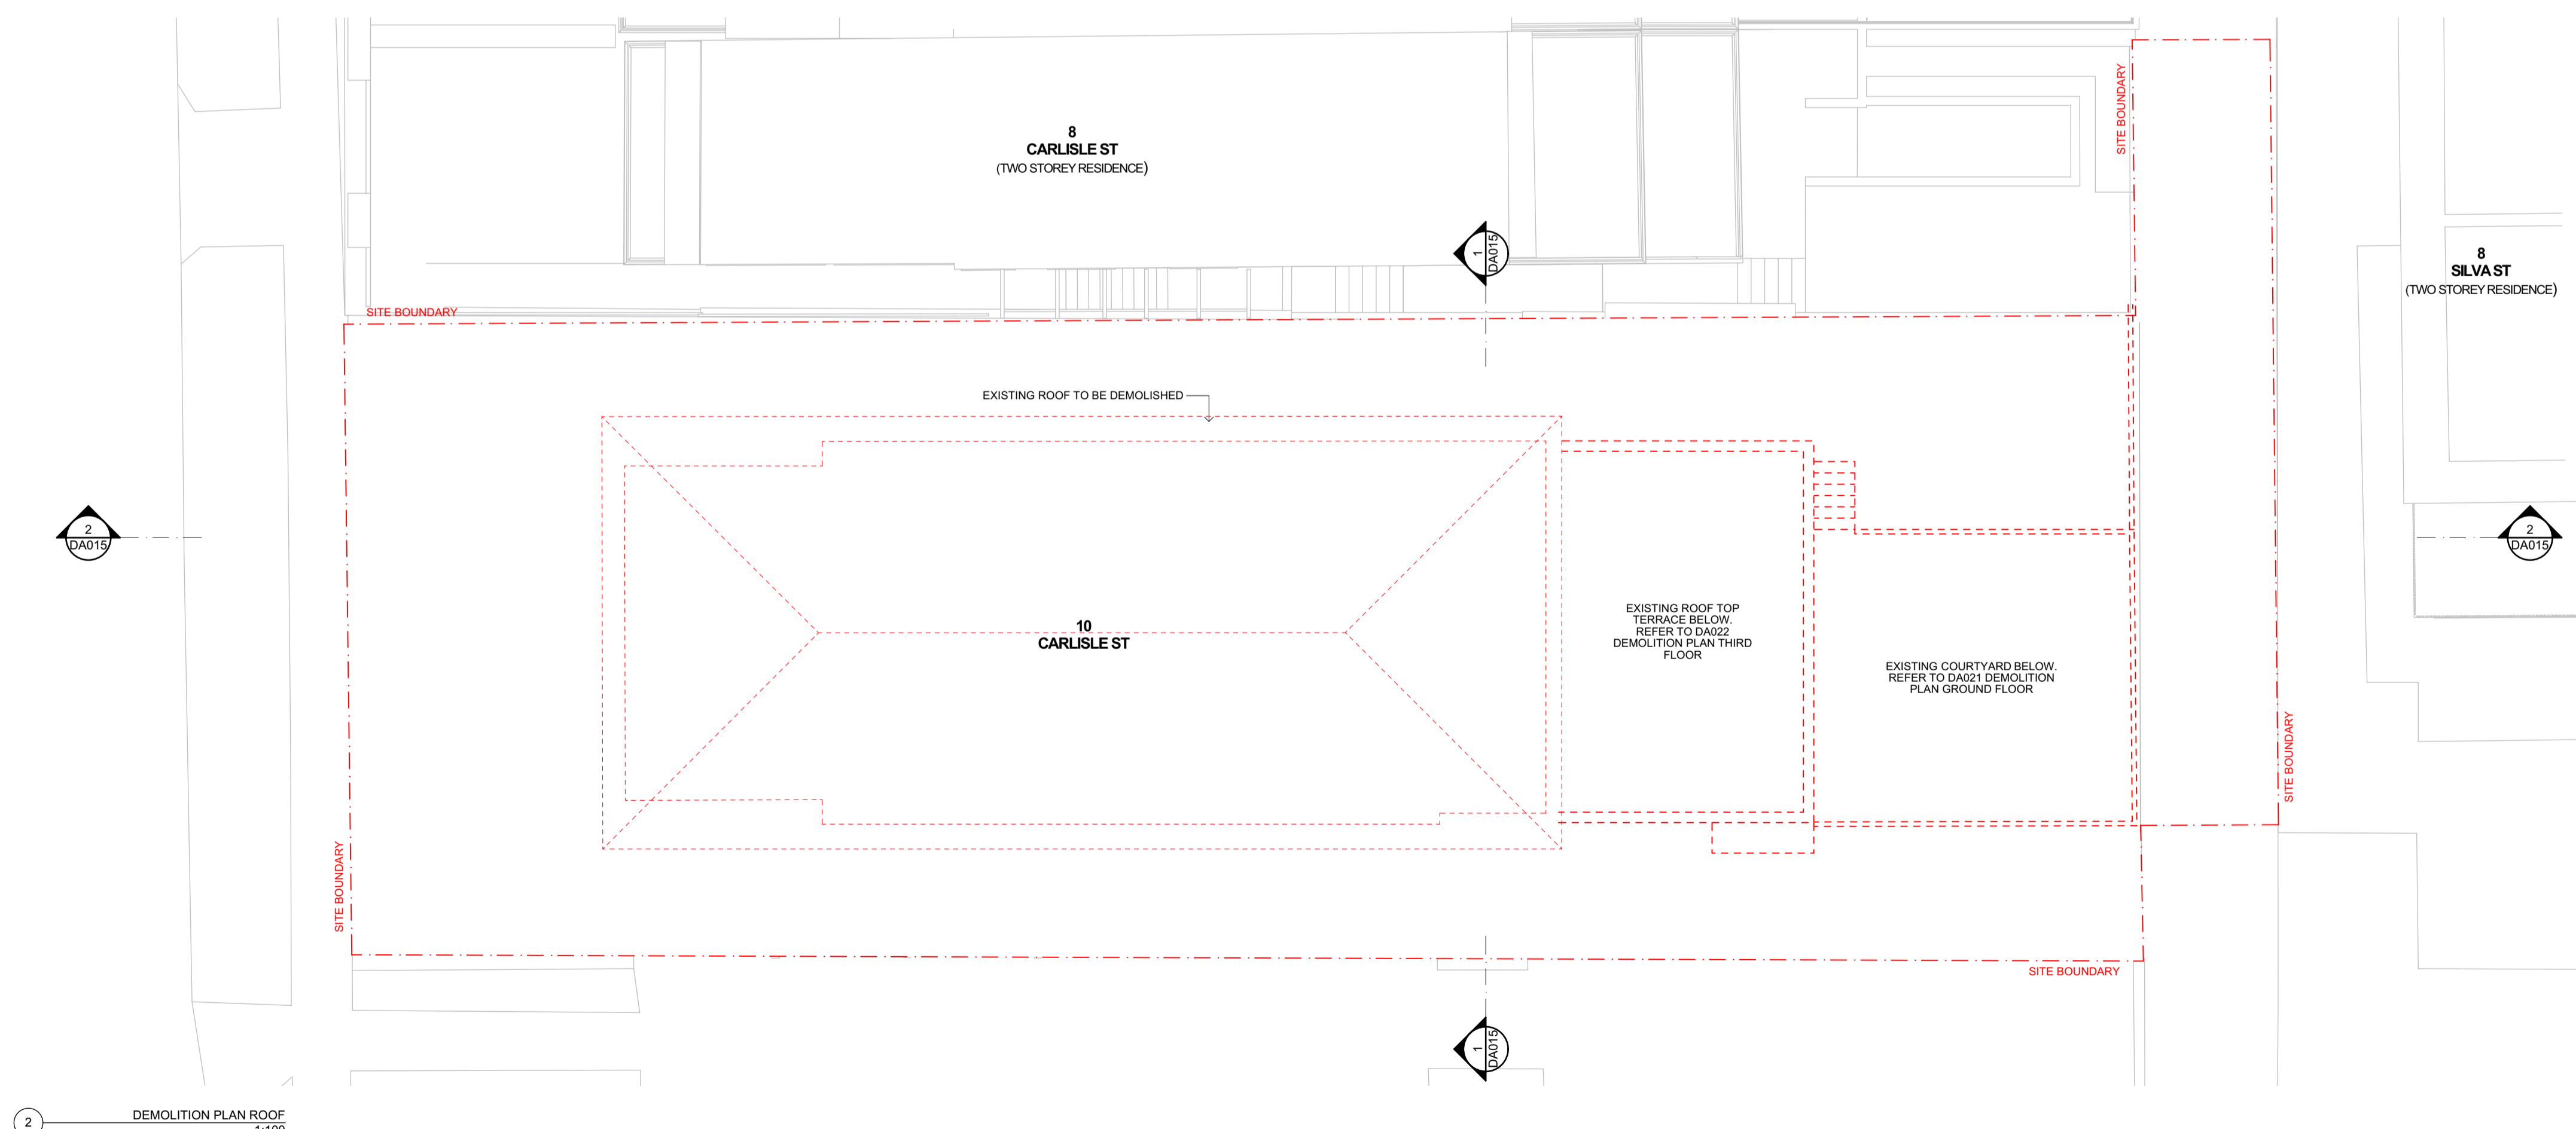 8
CARLISLE ST
(TWO STOREY RESIDENCE)
SITE BOUNDARY
1
DA015
8
SILVA ST
(TWO STOREY RESIDENCE)
SITE BOUNDARY
EXISTING ROOF TO BE DEMOLISHED
2
DA015
2
DA015
10
CARLISLE ST
EXISTING ROOF TOP
TERRACE BELOW.
REFER TO DA022
DEMOLITION PLAN THIRD
FLOOR
EXISTING COURTYARD BELOW.
REFER TO DA021 DEMOLITION
PLAN GROUND FLOOR
SITE BOUNDARY
SITE BOUNDARY
SITE BOUNDARY
1
DA015
2
DEMOLITION PLAN ROOF
1:100